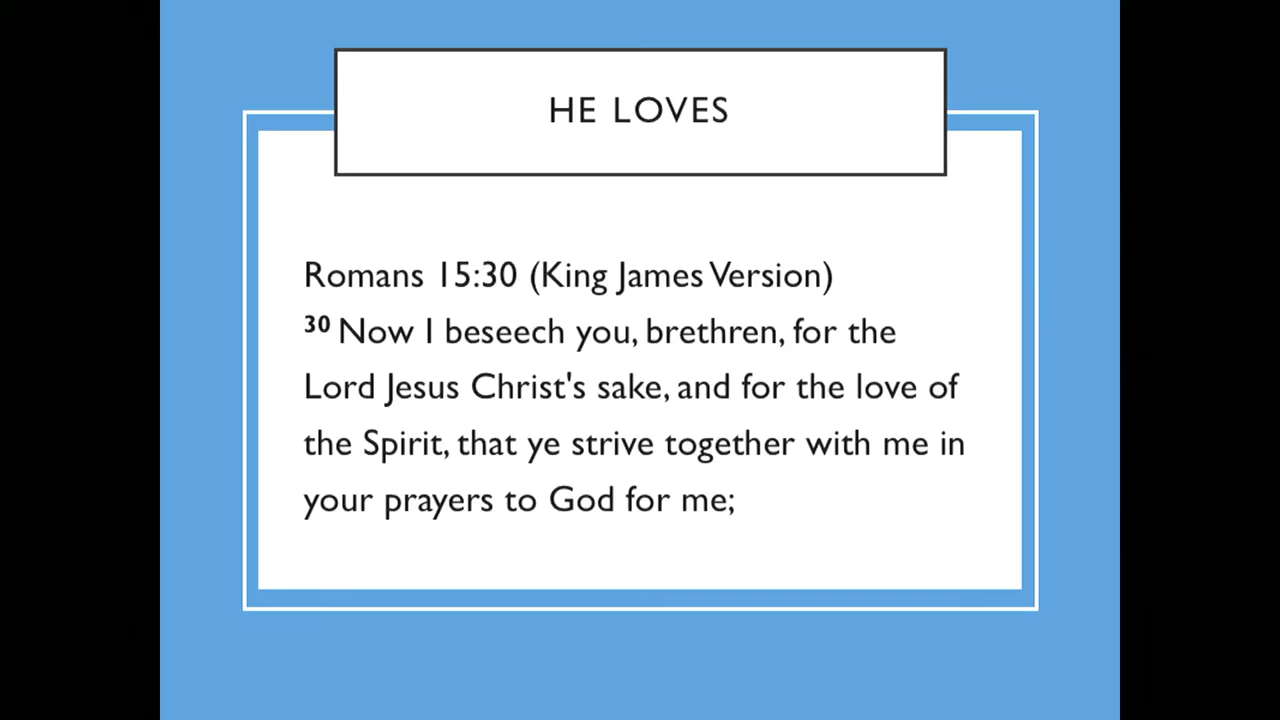 HE LOVES
Romans 15:30 (King James Version)
30 Now I beseech you, brethren, for the
Lord Jesus Christ's sake, and for the love of
the Spirit, that ye strive together with me in
your prayers to God for me;